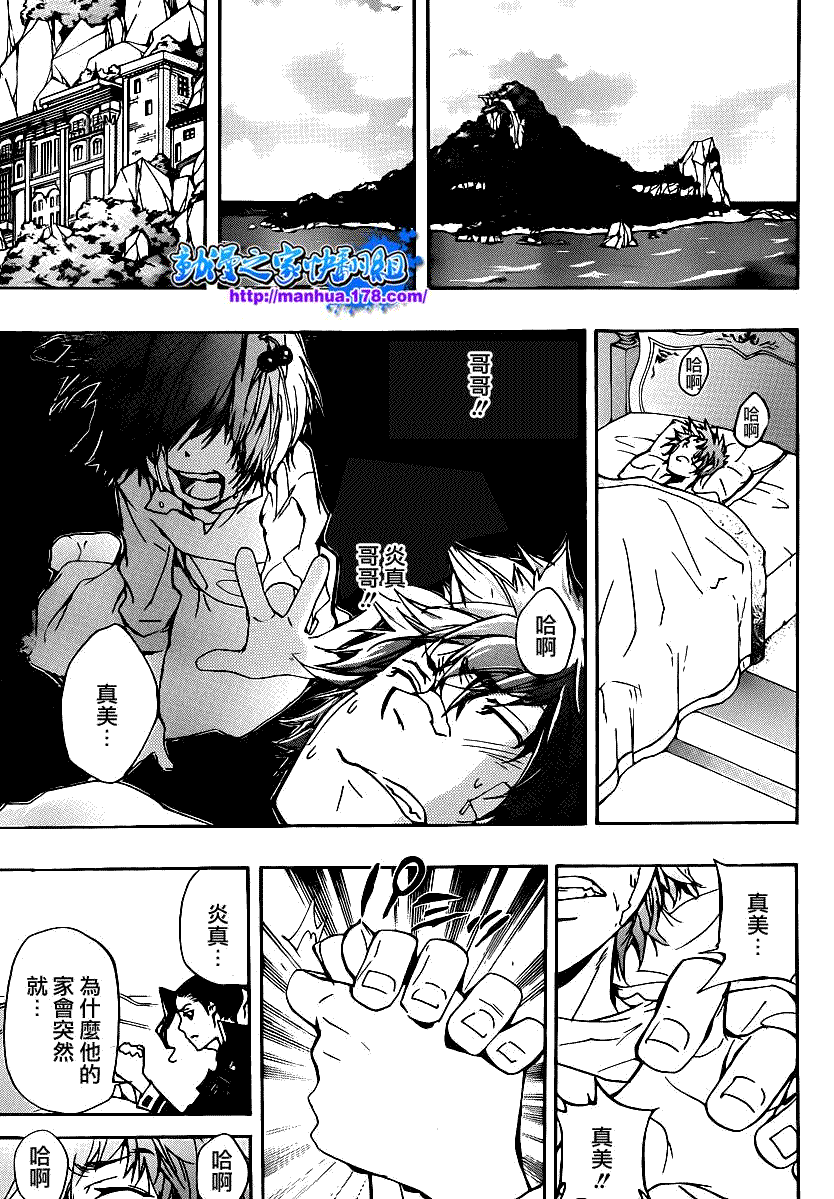 動漫之家快翻組
http://manhua.178.com/
哈啊
哈啊
哥哥!!
炎真
哥哥!!
哈啊
真美…
真美…
真美!!
炎真…
為什麼他的
家會突然
就…
哈啊
哈啊